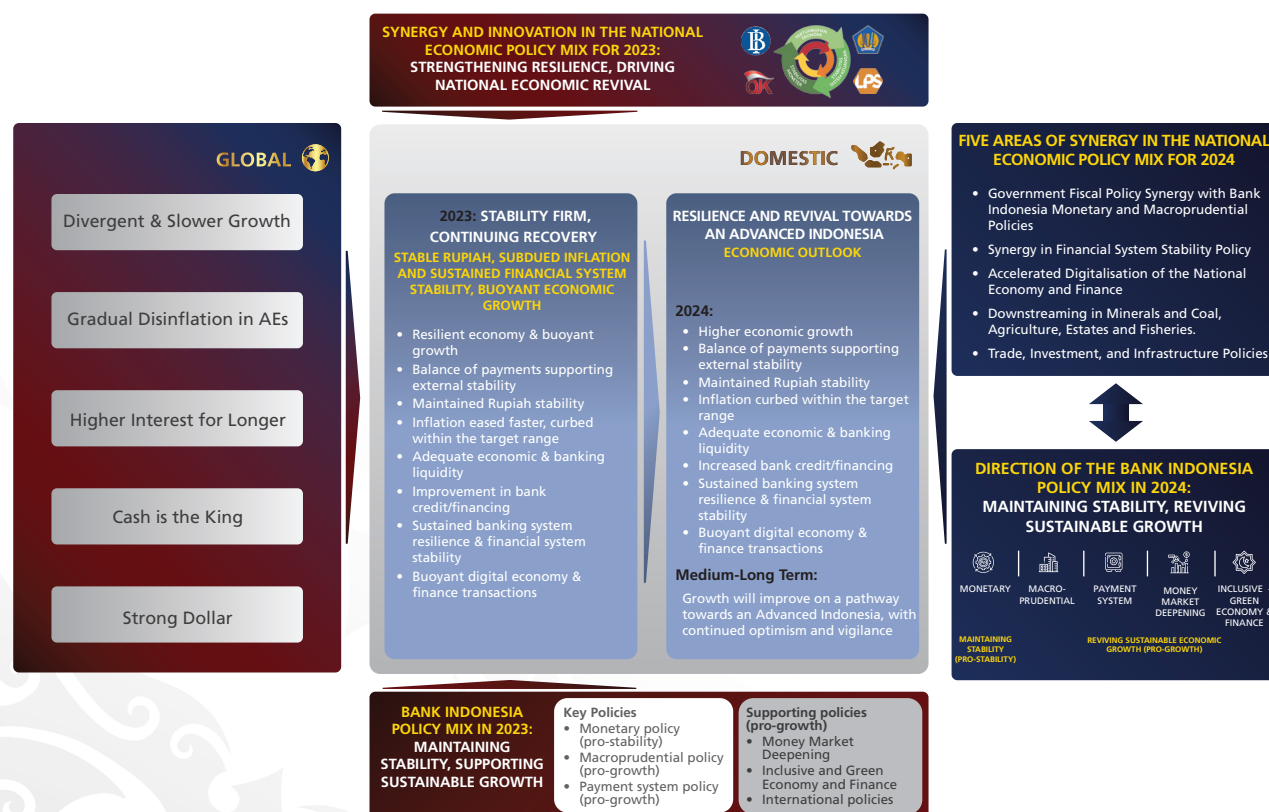 SYNERGY AND INNOVATION IN THE NATIONAL
ECONOMIC POLICY MIX FOR 2023:
STRENGTHENING RESILIENCE, DRIVING
NATIONAL ECONOMIC REVIVAL
LPS
GLOBAL
Divergent & Slower Growth
Gradual Disinflation in AEs
Higher Interest for Longer
Cash is the King
Strong Dollar
DOMESTIC
2023: STABILITY FIRM,
CONTINUING RECOVERY
STABLE RUPIAH, SUBDUED INFLATION
AND SUSTAINED FINANCIAL SYSTEM
STABILITY, BUOYANT ECONOMIC
GROWTH
• Resilient economy & buoyant
growth
• Balance of payments supporting
external stability
• Maintained Rupiah stability
• Inflation eased faster, curbed
within the target range
• Adequate economic & banking
liquidity
• Improvement in bank
credit/financing
• Sustained banking system
resilience & financial system
stability
• Buoyant digital economy &
finance transactions
RESILIENCE AND REVIVAL TOWARDS
AN ADVANCED INDONESIA
ECONOMIC OUTLOOK
2024:
• Higher economic growth
• Balance of payments supporting
external stability
• Maintained Rupiah stability
• Inflation curbed within the target
range
• Adequate economic & banking
liquidity
• Increased bank credit/financing
• Sustained banking system
resilience & financial system
stability
• Buoyant digital economy &
finance transactions
Medium-Long Term:
Growth will improve on a pathway
towards an Advanced Indonesia, with
continued optimism and vigilance
FIVE AREAS OF SYNERGY IN THE NATIONAL
ECONOMIC POLICY MIX FOR 2024
• Government Fiscal Policy Synergy with Bank
Indonesia Monetary and Macroprudential
Policies
• Synergy in Financial System Stability Policy
• Accelerated Digitalisation of the National
Economy and Finance
• Downstreaming in Minerals and Coal,
Agriculture, Estates and Fisheries.
• Trade, Investment, and Infrastructure Policies
DIRECTION OF THE BANK INDONESIA
POLICY MIX IN 2024:
MAINTAINING STABILITY, REVIVING
SUSTAINABLE GROWTH
MONETARY
MACRO-
PRUDENTIAL
PAYMENT
SYSTEM
MONEY
MARKET
DEEPENING
INCLUSIVE -
GREEN
ECONOMY &
FINANCE
MAINTAINING
STABILITY
(PRO-STABILITY)
REVIVING SUSTAINABLE ECONOMIC
GROWTH (PRO-GROWTH)
BANK INDONESIA
POLICY MIX IN 2023:
MAINTAINING
STABILITY, SUPPORTING
SUSTAINABLE GROWTH
Key Policies
• Monetary policy
(pro-stability)
• Macroprudential policy
(pro-growth)
• Payment system policy
(pro-growth)
Supporting policies
(pro-growth)
• Money Market
Deepening
• Inclusive and Green
Economy and Finance
• International policies